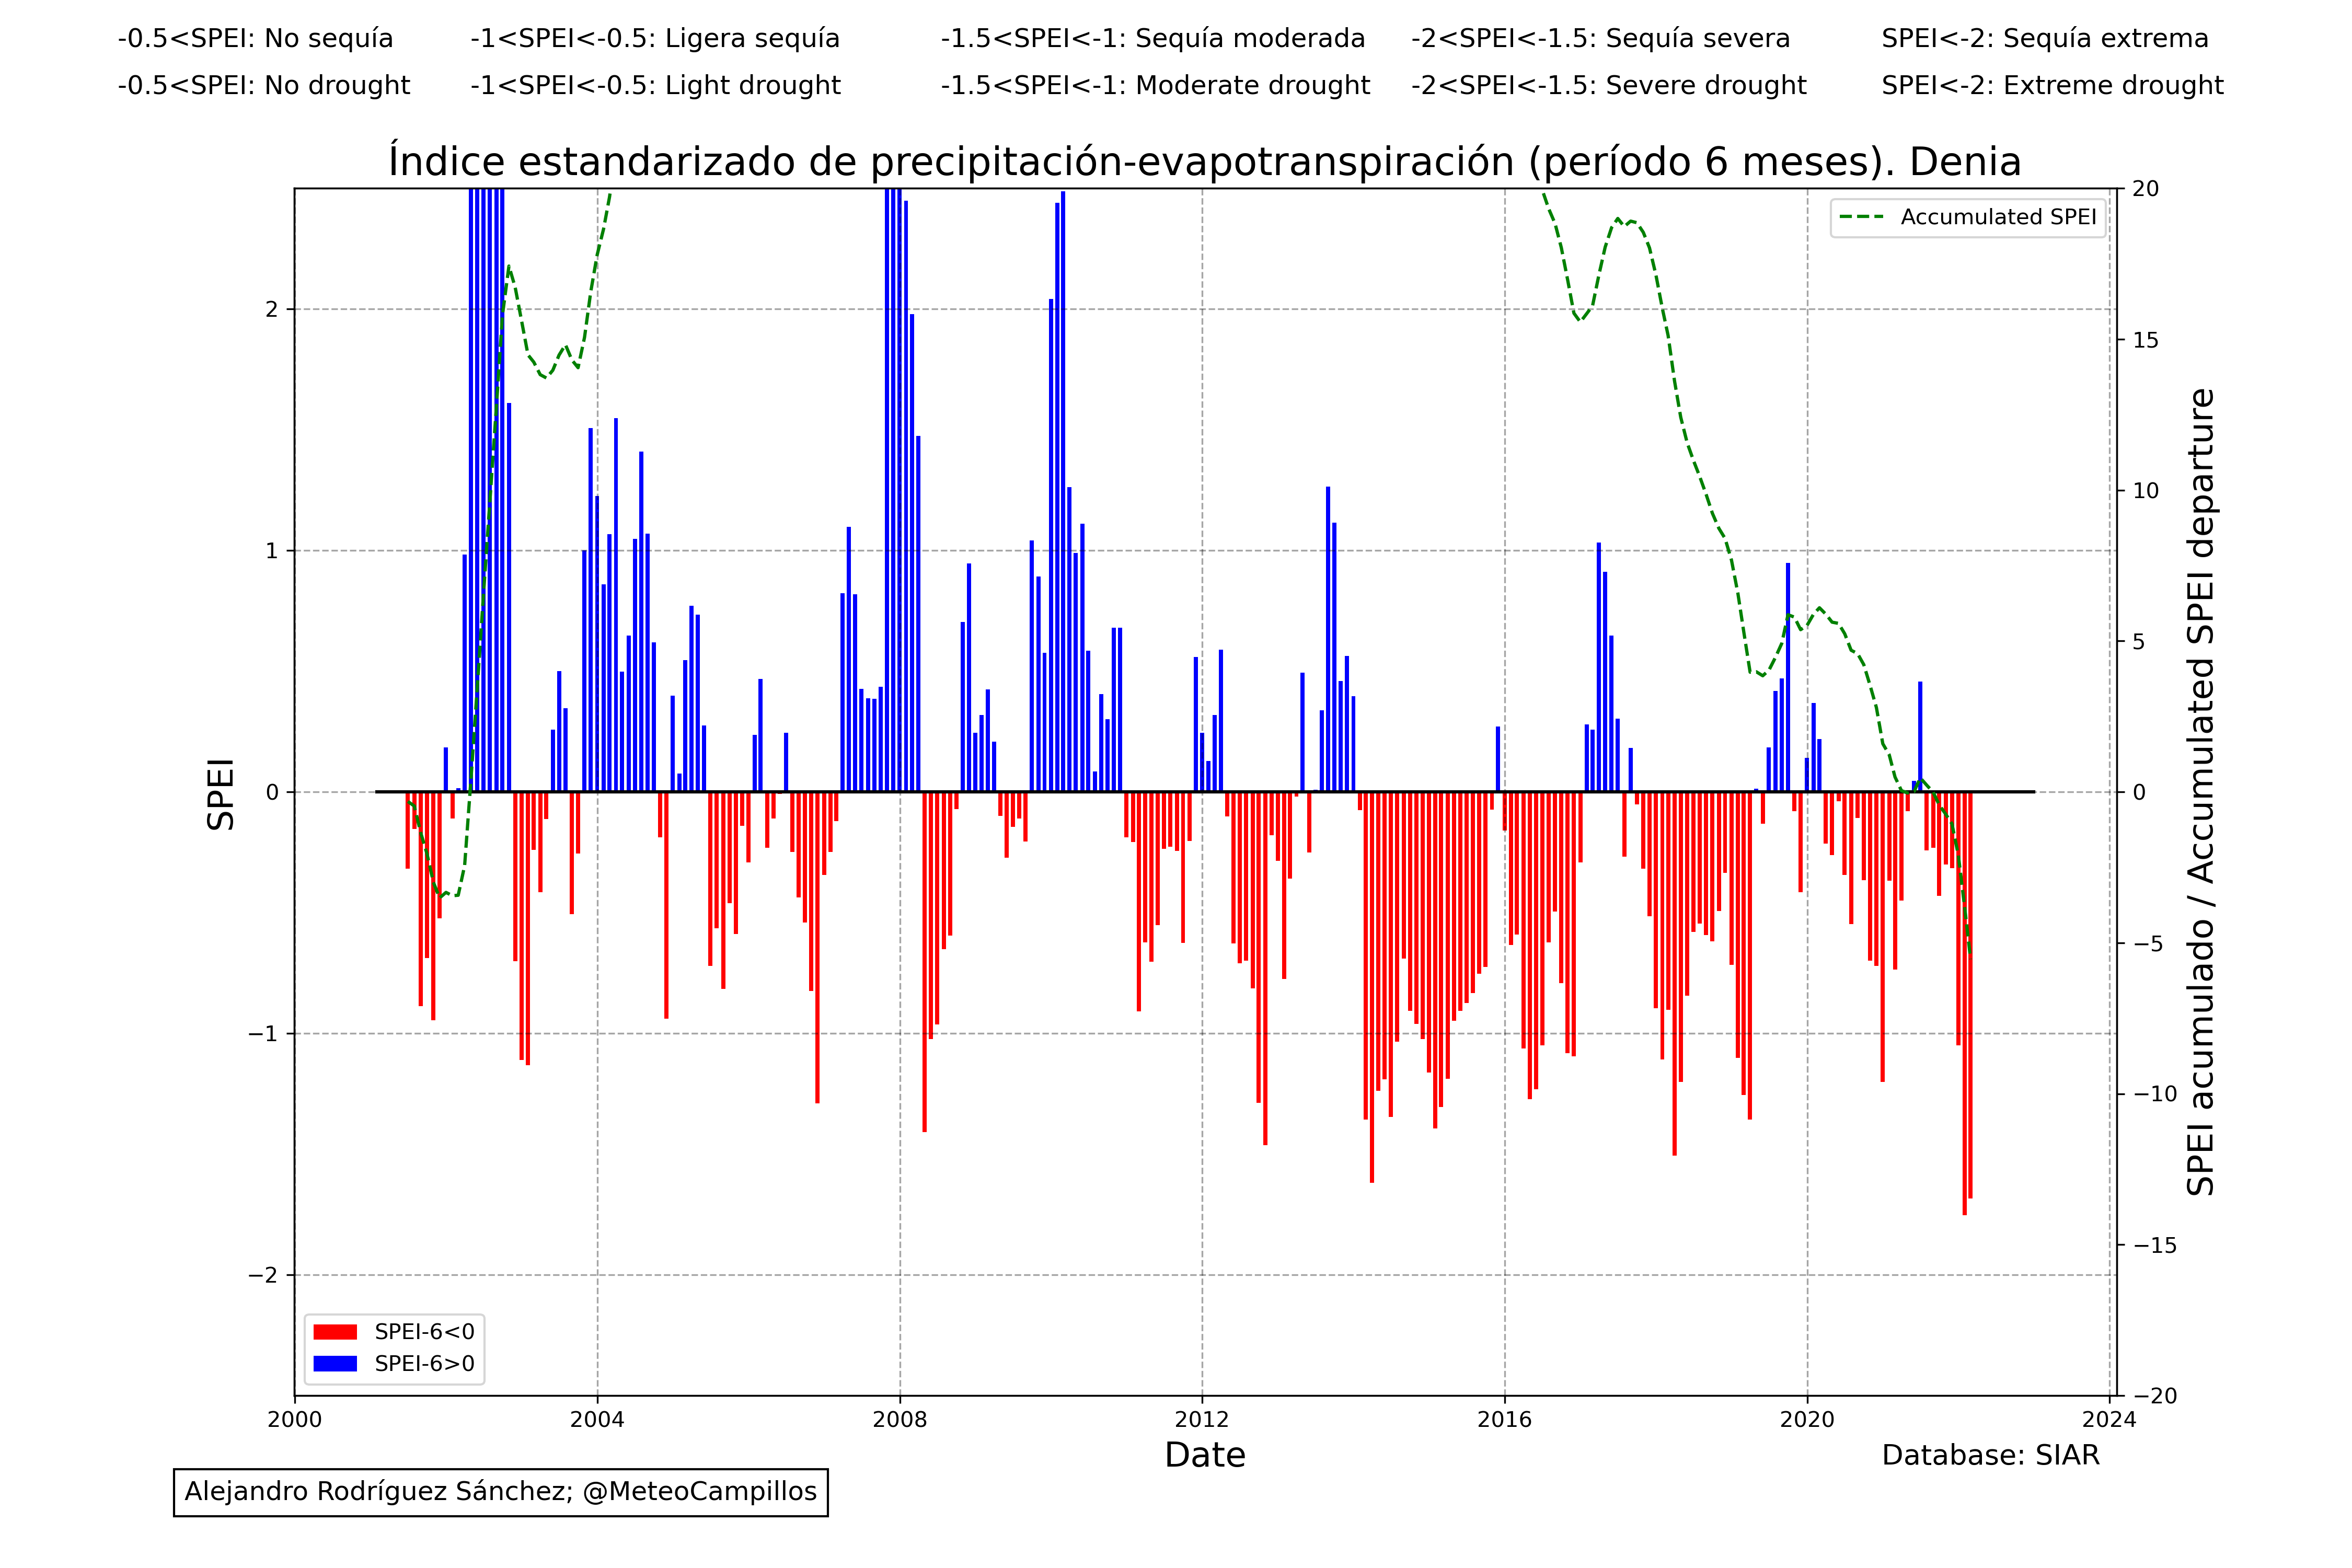 -0.5<SPEI: No sequía -1<SPEI<-0.5: Ligera sequía -1.5<SPEI<-1: Sequía moderada -2<SPEI<-1.5: Sequía severa SPEI<-2: Sequía extrema
-0.5<SPEI: No drought -1<SPEI<-0.5: Light drought -1.5<SPEI<-1: Moderate drought -2<SPEI<-1.5: Severe drought SPEI<-2: Extreme drought
Índice estandarizado de precipitación-evapotranspiración (período 6 meses). Denia
Accumulated SPEI
2
1
0
−1
−2
SPEI
20
15
10
5
0
−5
−10
−15
−20
SPEI acumulado / Accumulated SPEI departure
SPEI-6<0
SPEI-6>0
2000 2004 2008 2012 2016 2020 2024
Date
Database: SIAR
Alejandro Rodríguez Sánchez; @MeteoCampillos